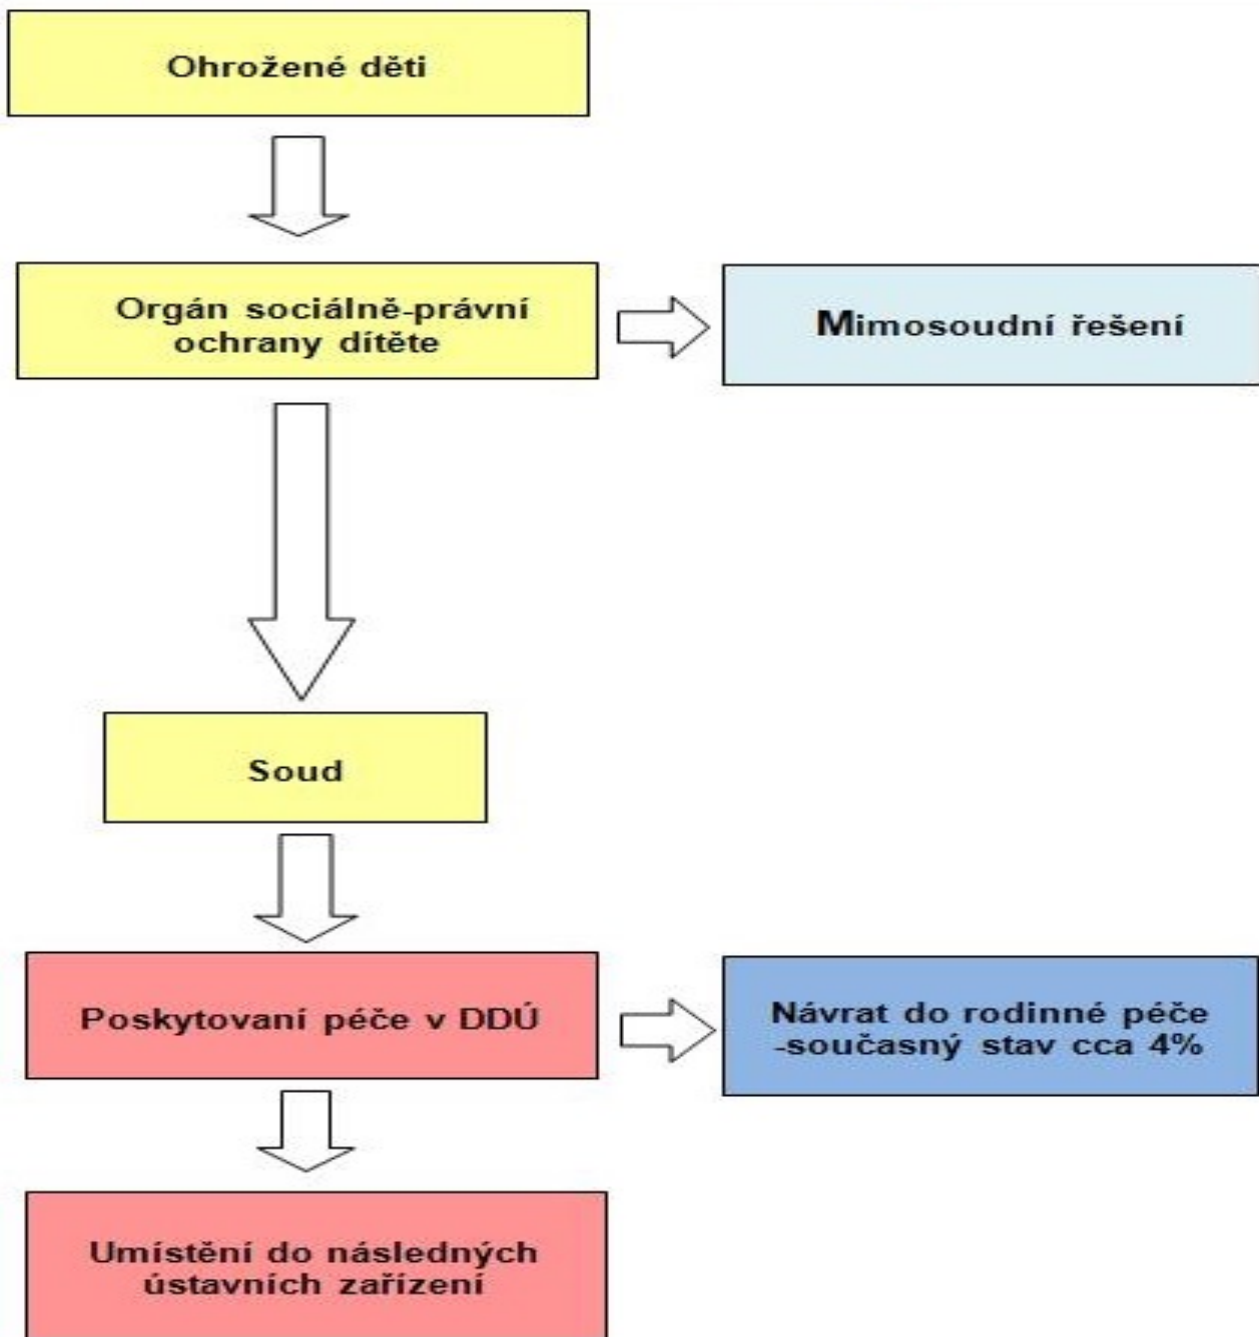 Ohrožené děti
Orgán sociálně-právní
ochrany dítěte
Mimosoudní řešení
Soud
Poskytovaní péče v DDÚ
Návrat do rodinné péče
-současný stav cca 4%
Umístění do následných
ústavních zařízení